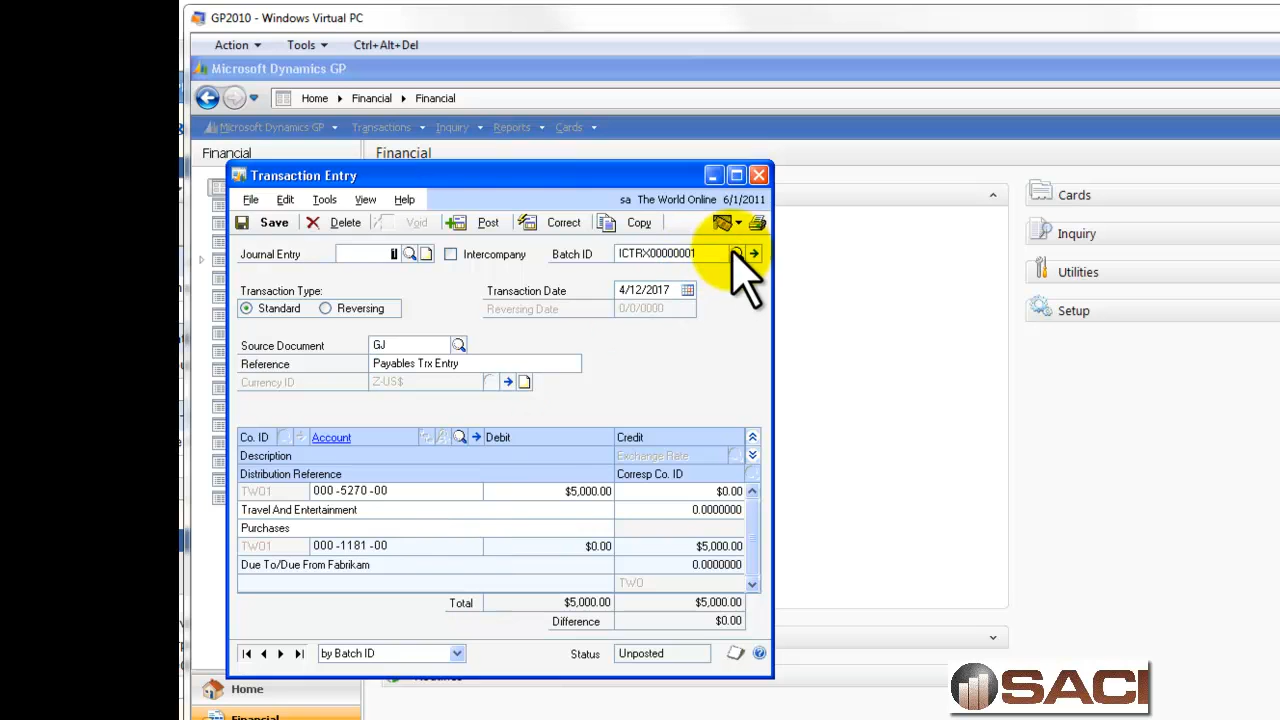 GP2010 - Windows Virtual PC
Action Tools Ctrl+Alt+Del
Microsoft Dynamics GP
Home Financial Financial
Microsoft Dynamics GP Transactions Inquiry Reports Cards
Financial Financial
Transaction Entry
File Edit Tools View Help sa The World Online 6/1/2011
Save Delete Void Post Correct Copy
Journal Entry 1 Intercompany Batch ID ICTRX00000001
Transaction Type: Transaction Date 4/12/2017
Standard Reversing Reversing Date 0/0/0000
Source Document GJ
Reference Payables Trx Entry
Currency ID Z-US$
Co. ID Account Debit Credit
Description Exchange Rate
Distribution Reference Corresp Co. ID
TWO1 000 -5270 -00 $5,000.00 $0.00
Travel And Entertainment 0.0000000
Purchases
TWO1 000 -1181 -00 $0.00 $5,000.00
Due To/Due From Fabrikam 0.0000000
TWO
Total $5,000.00 $5,000.00
Difference $0.00
by Batch ID Status Unposted
Cards
Inquiry
Utilities
Setup
Home
Financial
SACI